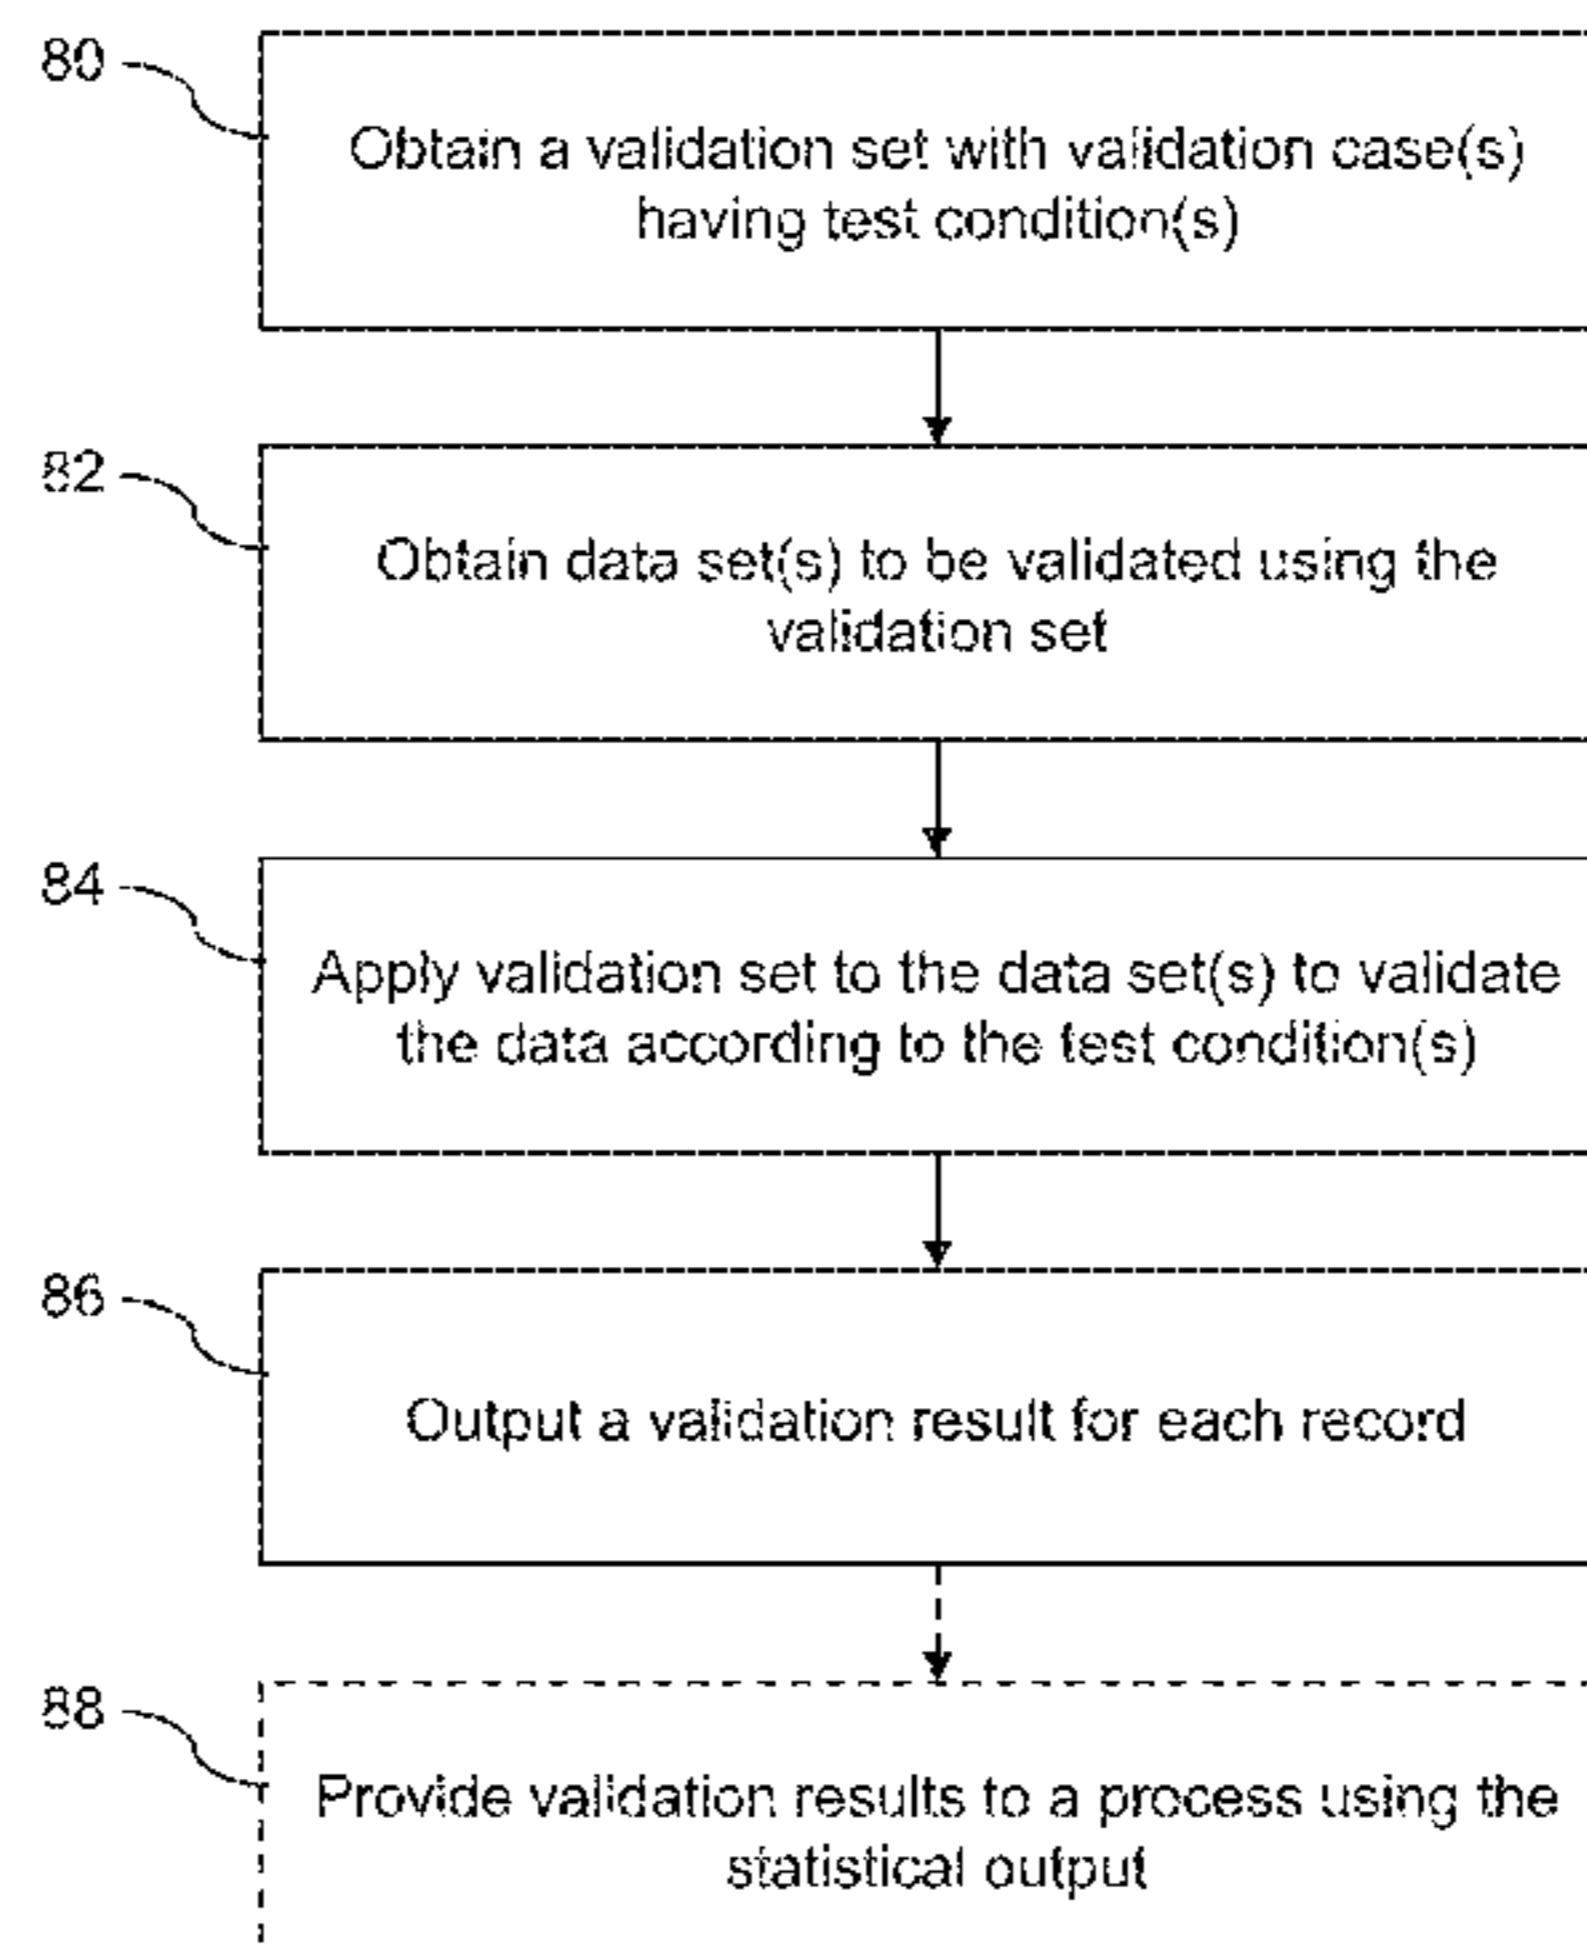 80
Obtain a validation set with validation case(s)
having test condition(s)
82
Obtain data set(s) to be validated using the
validation set
84
Apply validation set to the data set(s) to validate
the data according to the test condition(s)
86
Output a validation result for each record
88
Provide validation results to a process using the
statistical output